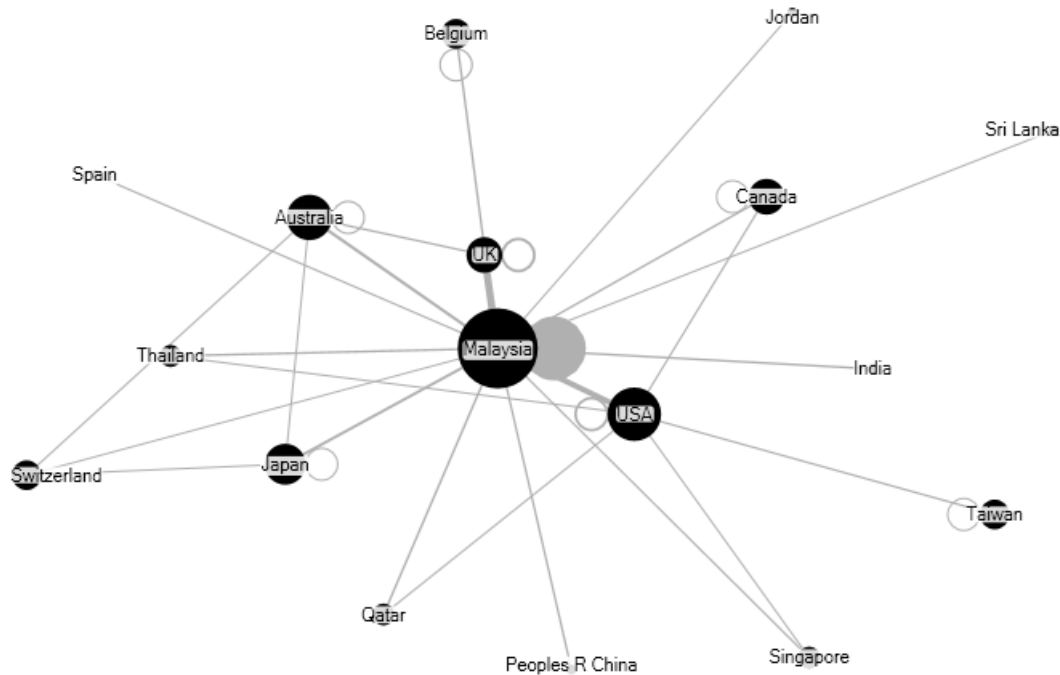 Jordan
Belgium
Sri Lanka
Spain
Canada
Australia
UK
Malaysia
Thailand
India
USA
Japan
Switzerland
Taiwan
Qatar
Singapore
Peoples R China